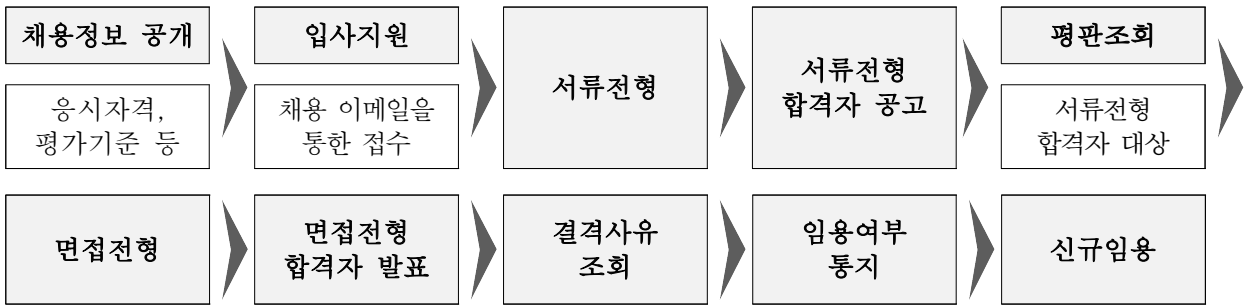 채용정보 공개
응시자격,
평가기준 등
입사지원
채용 이메일을
통한 접수
서류전형
서류전형
합격자 공고
평판조회
서류전형
합격자 대상
면접전형
면접전형
합격자 발표
결격사유
조회
임용여부
통지
신규임용